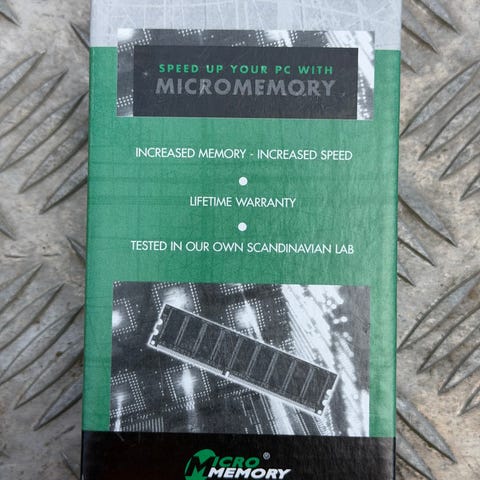 SPEED UP YOUR PC WITH
MICROMEMORY
INCREASED MEMORY - INCREASED SPEED
LIFETIME WARRANTY
TESTED IN OUR OWN SCANDINAVIAN LAB
MICRO®
MEMORY